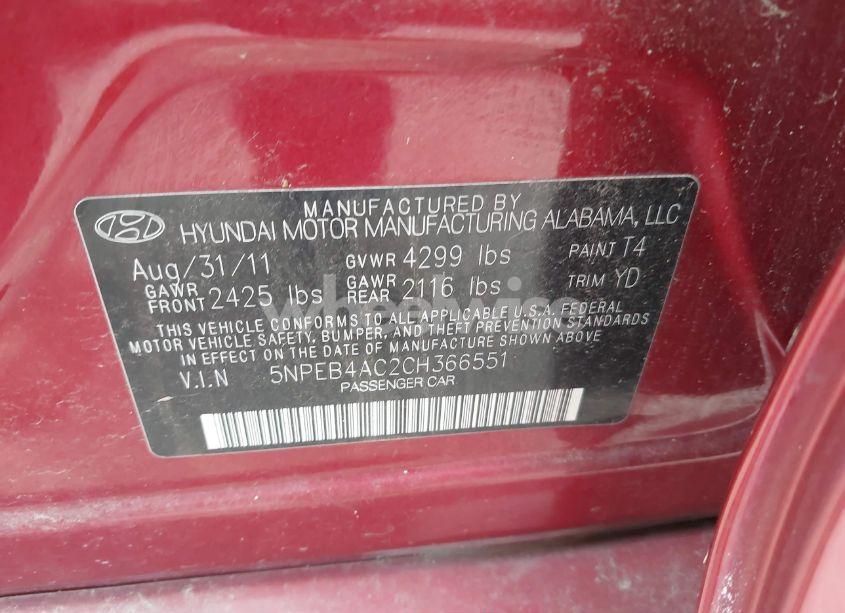 MANUFACTURED BY
HYUNDAI MOTOR MANUFACTURING ALABAMA, LLC
Aug/31/11 GVWR 4299 lbs PAINT T4
GAWR FRONT 2425 lbs GAWR REAR 2116 lbs TRIM YD
THIS VEHICLE CONFORMS TO ALL APPLICABLE U.S.A. FEDERAL
MOTOR VEHICLE SAFETY, BUMPER, AND THEFT PREVENTION STANDARDS
IN EFFECT ON THE DATE OF MANUFACTURE SHOWN ABOVE
V.I.N 5NPEB4AC2CH366551
PASSENGER CAR